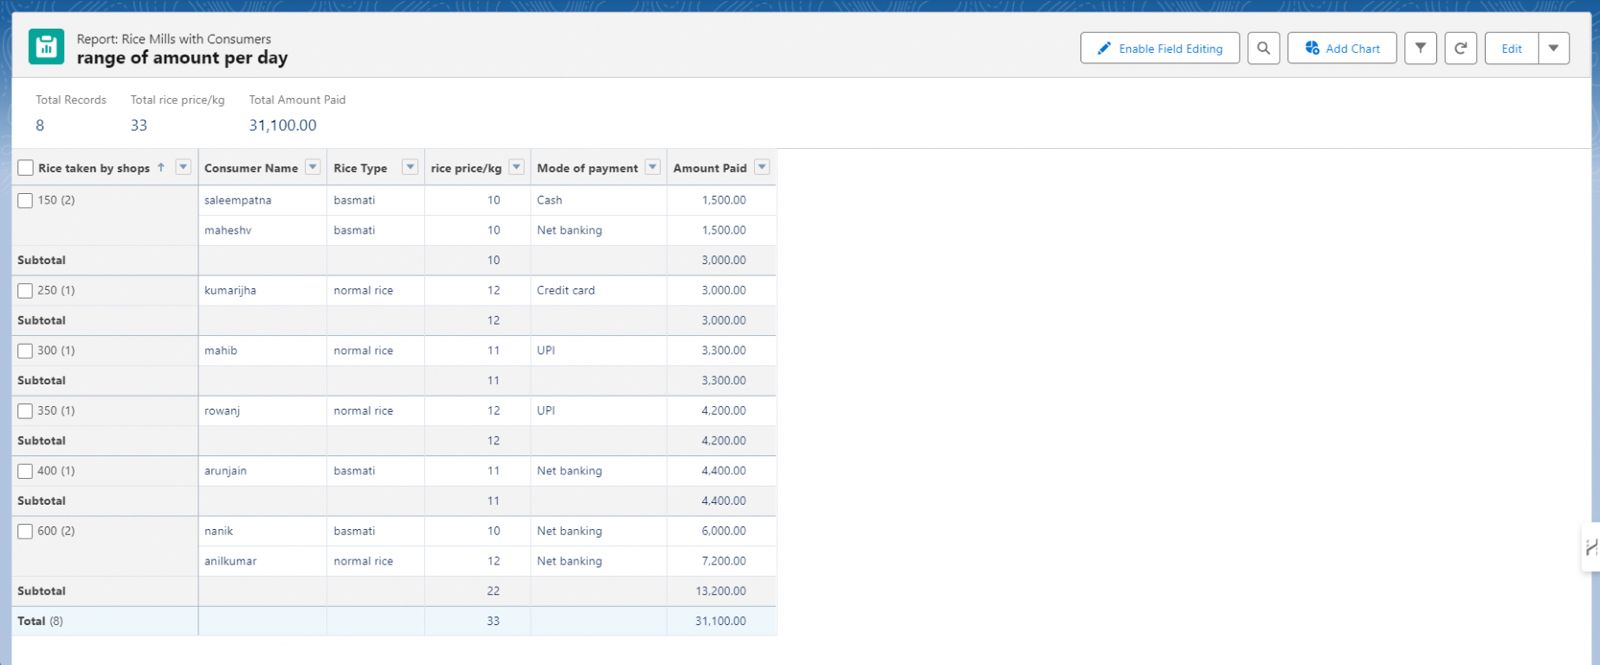 Report: Rice Mills with Consumers
range of amount per day
Enable Field Editing Add Chart Edit
Total Records Total rice price/kg Total Amount Paid
8 33 31,100.00
Rice taken by shops ↑ Consumer Name Rice Type rice price/kg Mode of payment Amount Paid
150 (2) saleempatna basmati 10 Cash 1,500.00
maheshv basmati 10 Net banking 1,500.00
Subtotal 10 3,000.00
250 (1) kumarijha normal rice 12 Credit card 3,000.00
Subtotal 12 3,000.00
300 (1) mahib normal rice 11 UPI 3,300.00
Subtotal 11 3,300.00
350 (1) rowanj normal rice 12 UPI 4,200.00
Subtotal 12 4,200.00
400 (1) arunjain basmati 11 Net banking 4,400.00
Subtotal 11 4,400.00
600 (2) nanik basmati 10 Net banking 6,000.00
anilkumar normal rice 12 Net banking 7,200.00
Subtotal 22 13,200.00
Total (8) 33 31,100.00